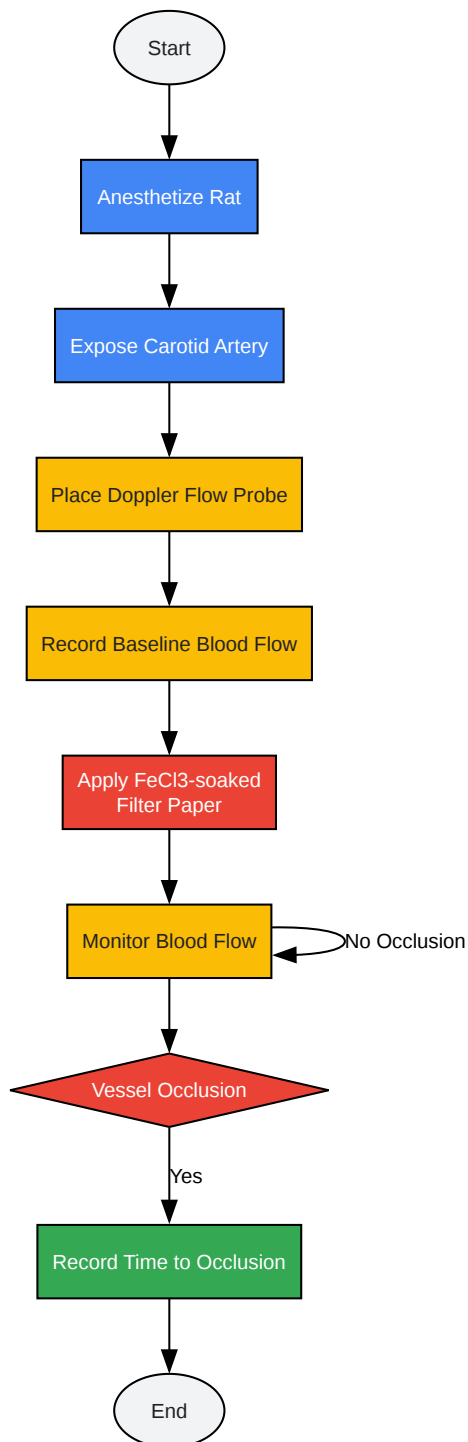 Start
Anesthetize Rat
Expose Carotid Artery
Place Doppler Flow Probe
Record Baseline Blood Flow
Apply FeCl3-soaked
Filter Paper
Monitor Blood Flow
No Occlusion
Vessel Occlusion
Yes
Record Time to Occlusion
End